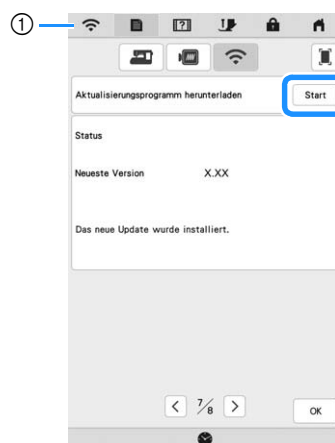 ①
Aktualisierungsprogramm herunterladen
Start
Status
Neueste Version X.XX
Das neue Update wurde installiert.
< 7/8 >
OK